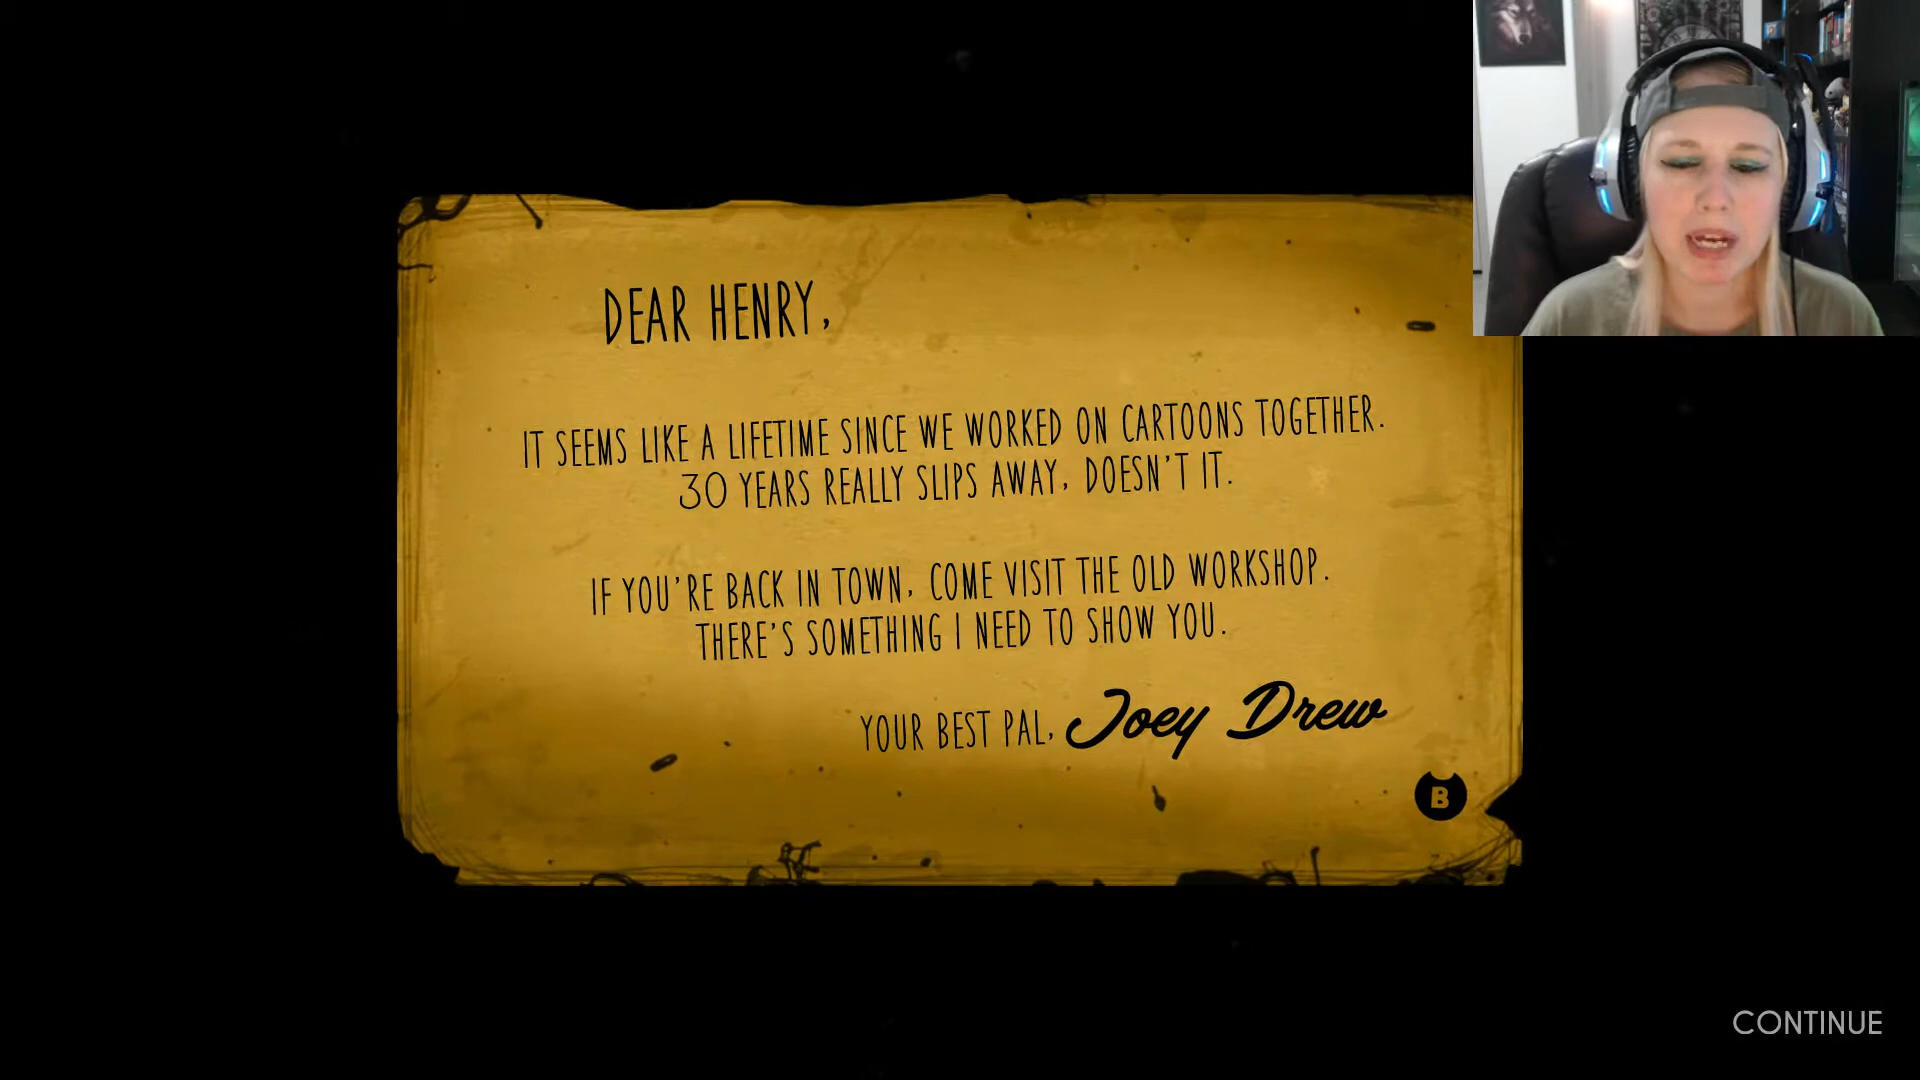 DEAR HENRY,
IT SEEMS LIKE A LIFETIME SINCE WE WORKED ON CARTOONS TOGETHER.
30 YEARS REALLY SLIPS AWAY, DOESN'T IT.
IF YOU'RE BACK IN TOWN, COME VISIT THE OLD WORKSHOP.
THERE'S SOMETHING I NEED TO SHOW YOU.
YOUR BEST PAL, Joey Drew
B
CONTINUE